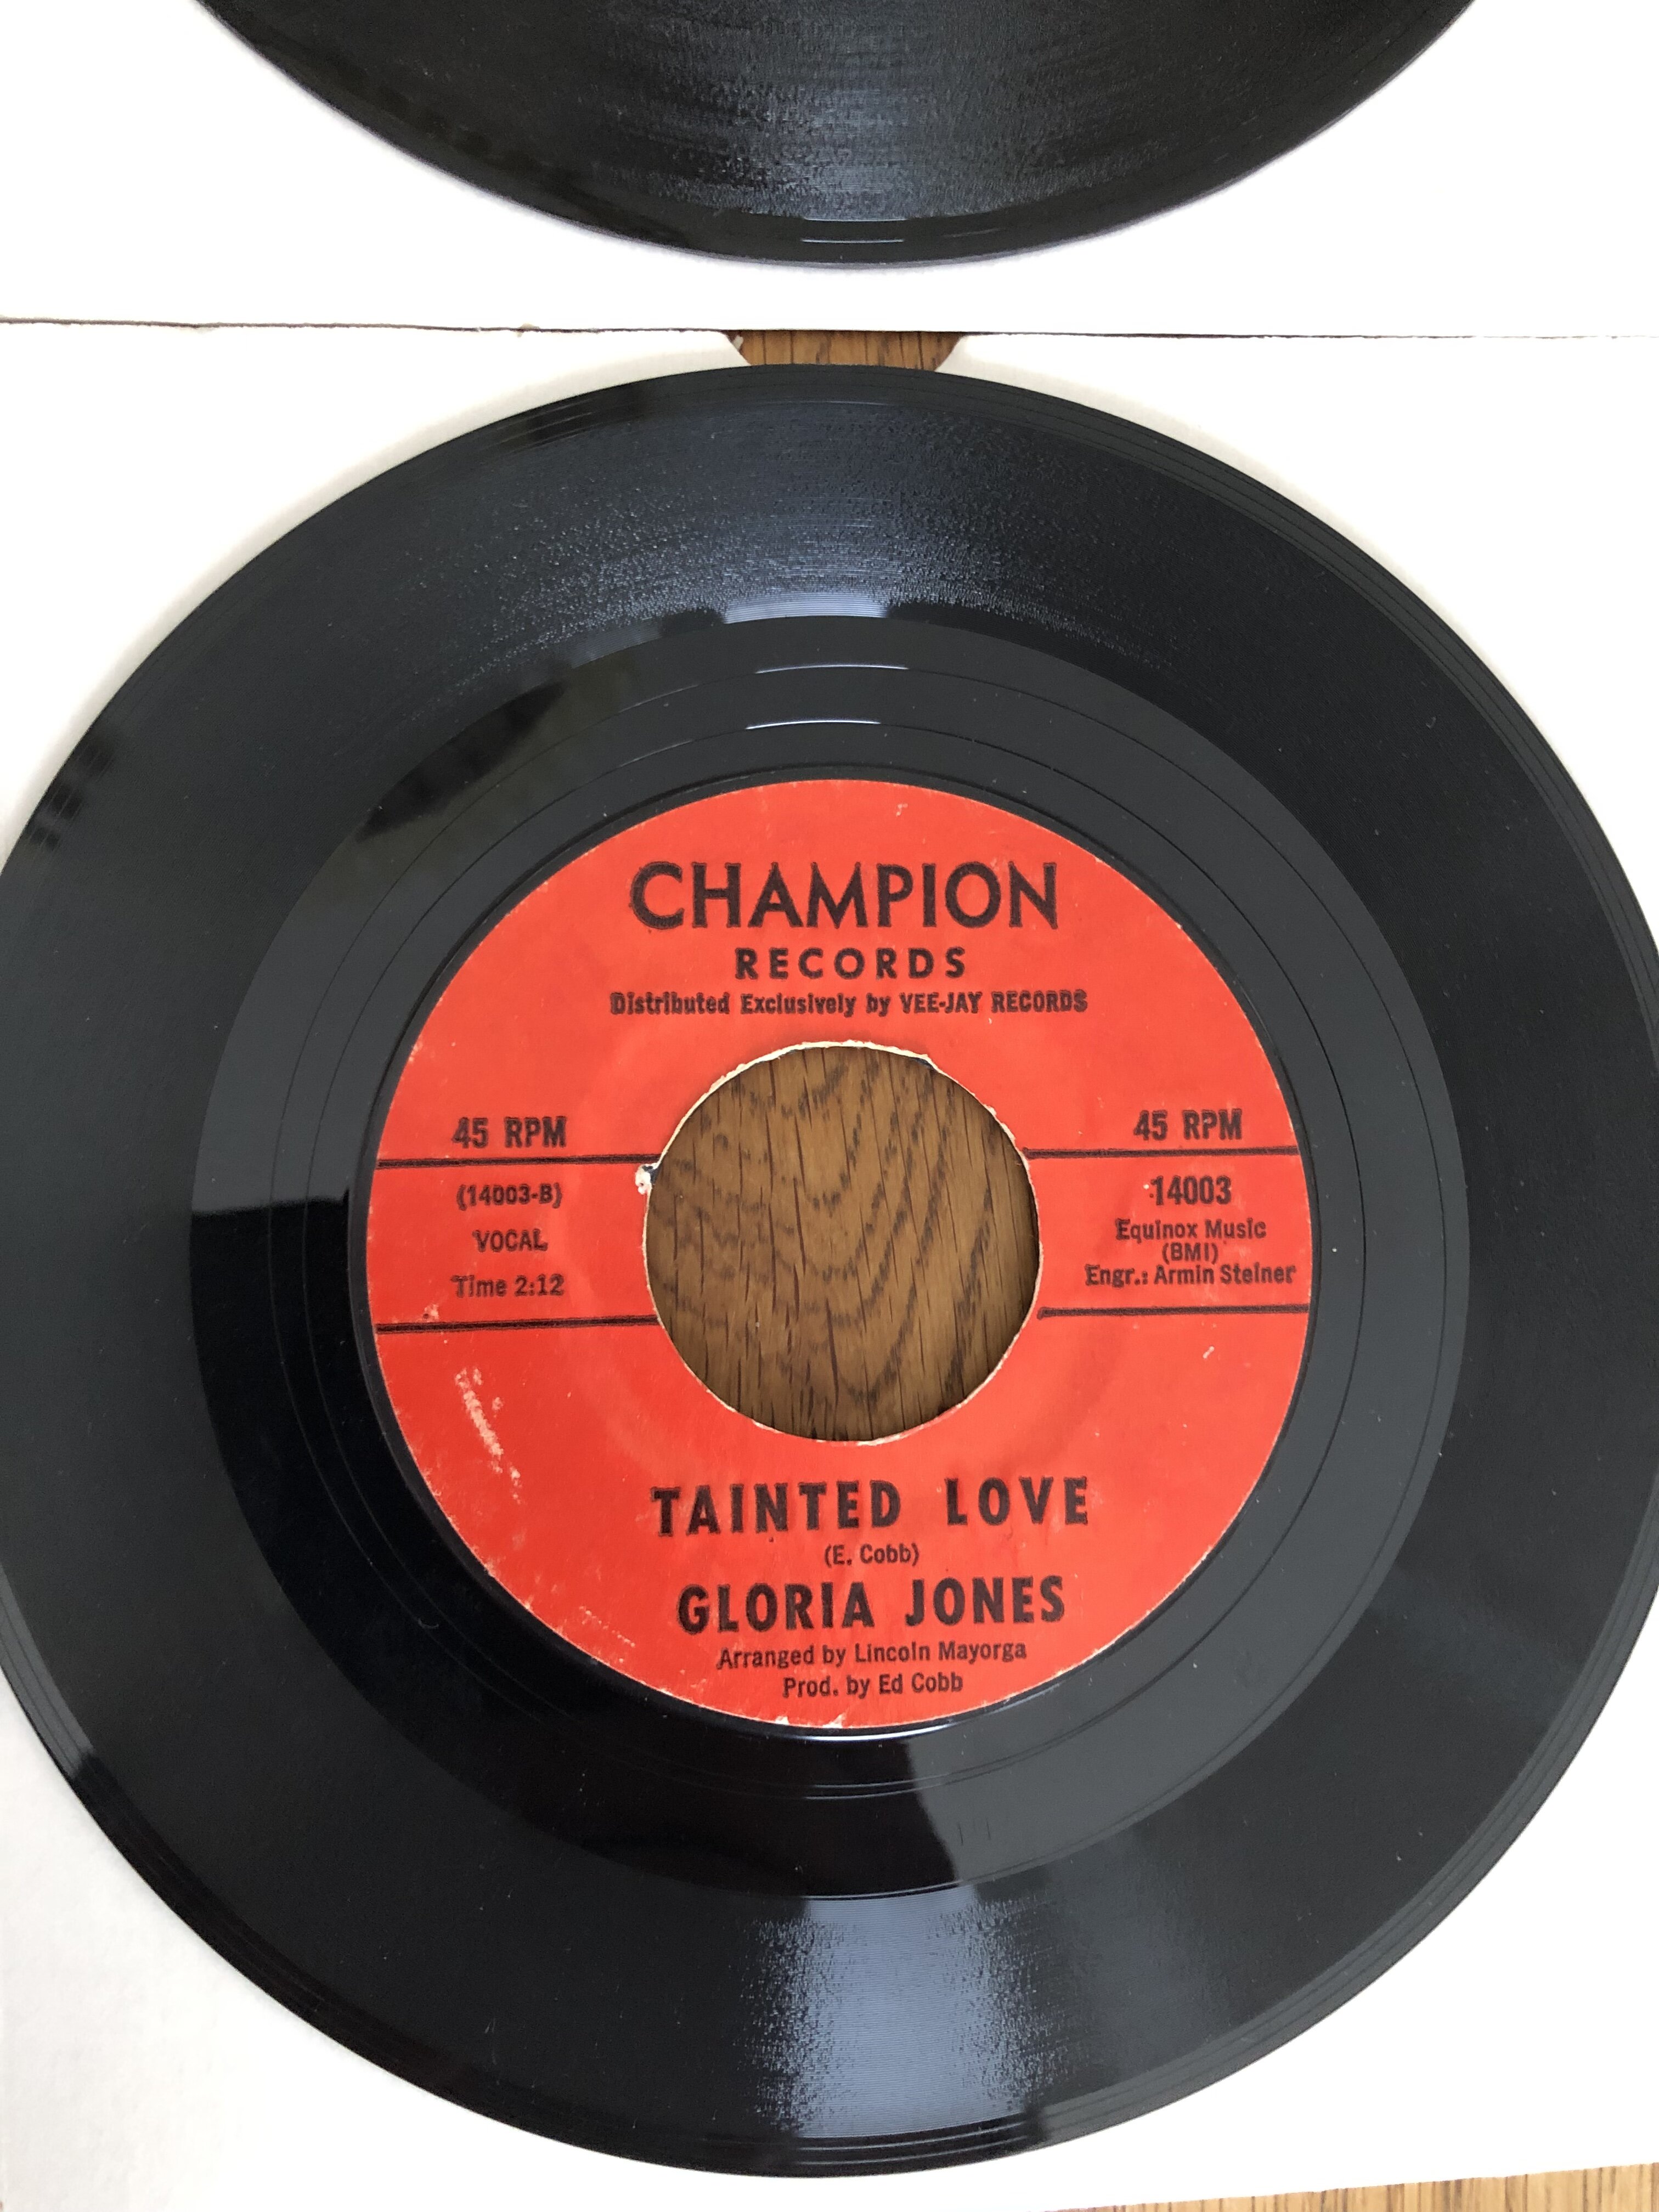 CHAMPION
RECORDS
Distributed Exclusively by VEE-JAY RECORDS
45 RPM
45 RPM
(14003-B)
VOCAL
Time 2:12
14003
Equinox Music
(BMI)
Engr.: Armin Steiner
TAINTED LOVE
(E. Cobb)
GLORIA JONES
Arranged by Lincoln Mayorga
Prod. by Ed Cobb